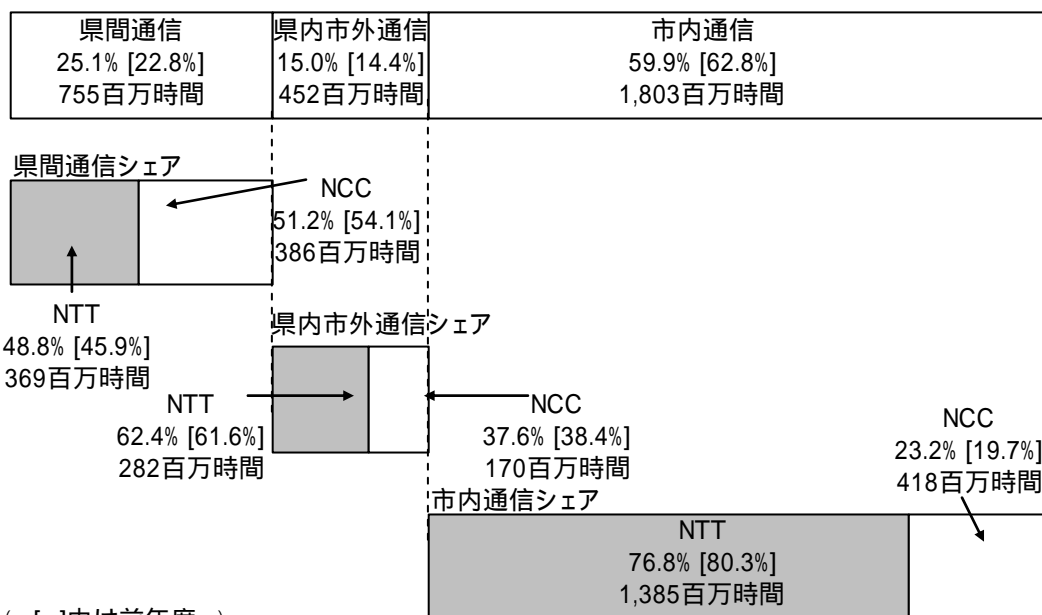 県間通信
25.1% [22.8%]
755百万時間
県内市外通信
15.0% [14.4%]
452百万時間
市内通信
59.9% [62.8%]
1,803百万時間
県間通信シェア
NCC
51.2% [54.1%]
386百万時間
NTT
48.8% [45.9%]
369百万時間
県内市外通信シェア
NTT
62.4% [61.6%]
282百万時間
NCC
37.6% [38.4%]
170百万時間
NCC
23.2% [19.7%]
418百万時間
市内通信シェア
NTT
76.8% [80.3%]
1,385百万時間
( [ ]内は前年度 )